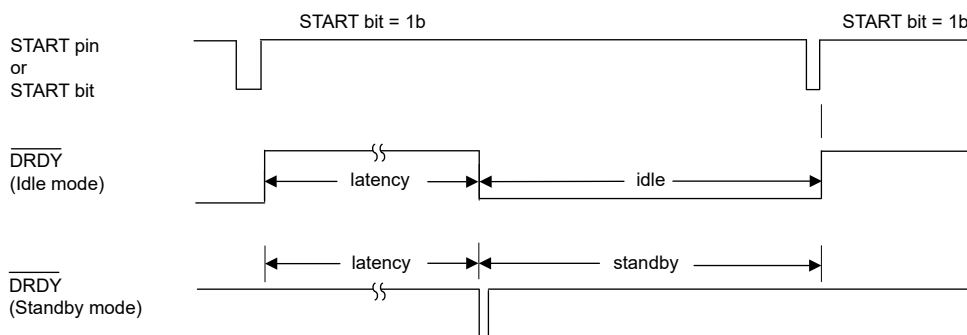 START bit = 1b
START bit = 1b
START pin
or
START bit
DRDY
(Idle mode)
latency
idle
latency
standby
DRDY
(Standby mode)